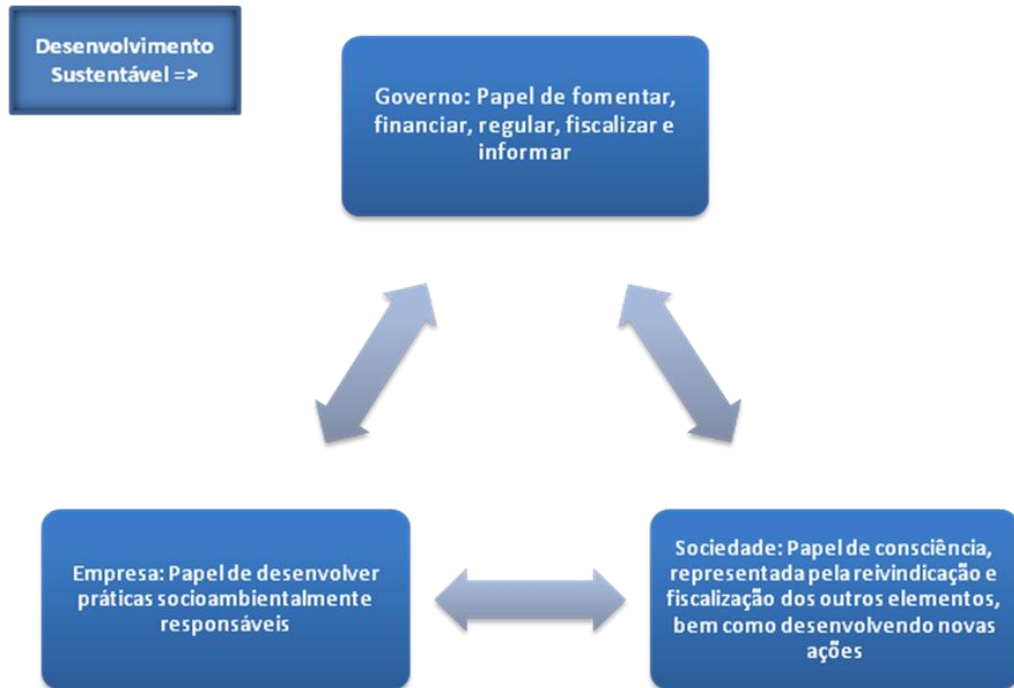 Desenvolvimento
Sustentável =>
Governo: Papel de fomentar,
financiar, regular, fiscalizar e
informar
Empresa: Papel de desenvolver
práticas socioambientalmente
responsáveis
Sociedade: Papel de consciência,
representada pela reivindicação e
fiscalização dos outros elementos,
bem como desenvolvendo novas
ações